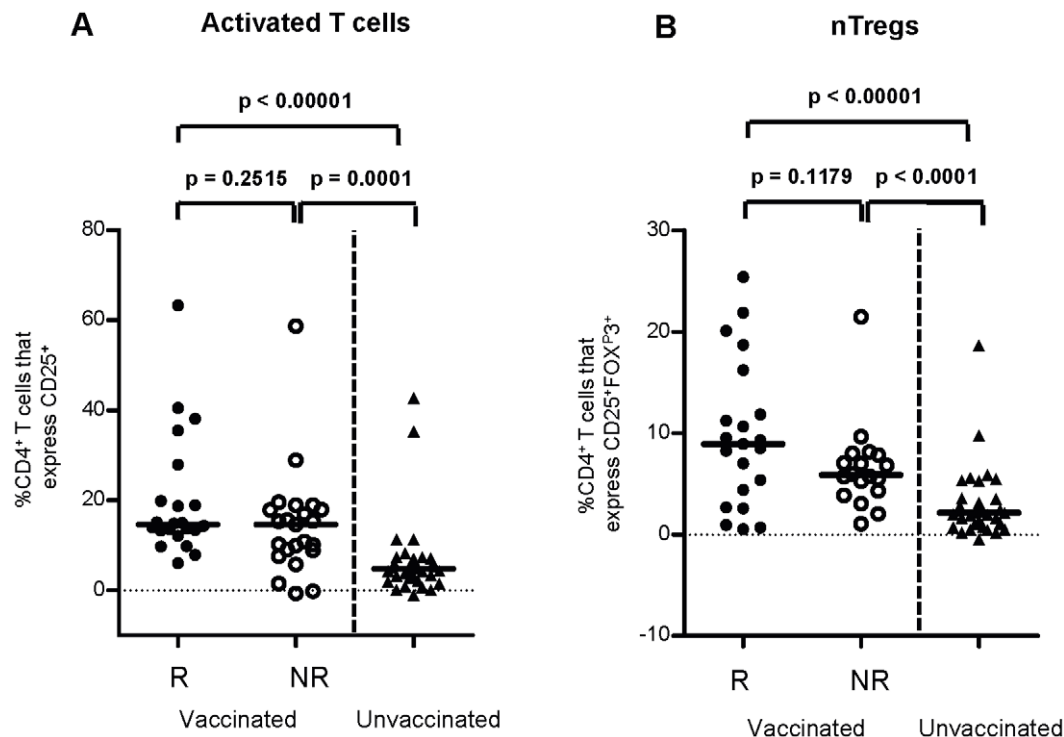 A Activated T cells
p < 0.00001
p = 0.2515 p = 0.0001
80
60
40
20
0
%CD4⁺ T cells that
express CD25⁺
R NR
Vaccinated Unvaccinated
B nTregs
p < 0.00001
p = 0.1179 p < 0.0001
30
20
10
0
-10
%CD4⁺ T cells that
express CD25⁺FOXᴾ3⁺
R NR
Vaccinated Unvaccinated